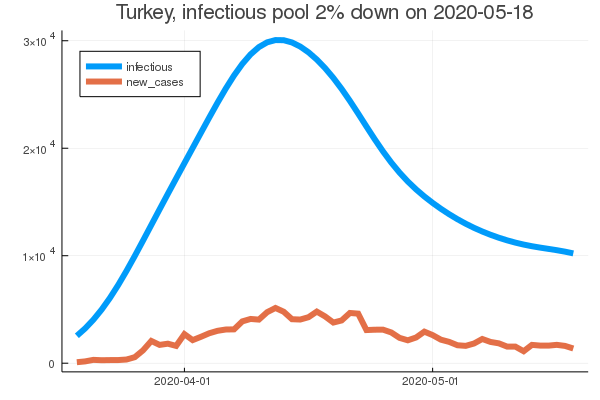 Turkey, infectious pool 2% down on 2020-05-18
3×10⁴
infectious
new_cases
2×10⁴
1×10⁴
0
2020-04-01 2020-05-01